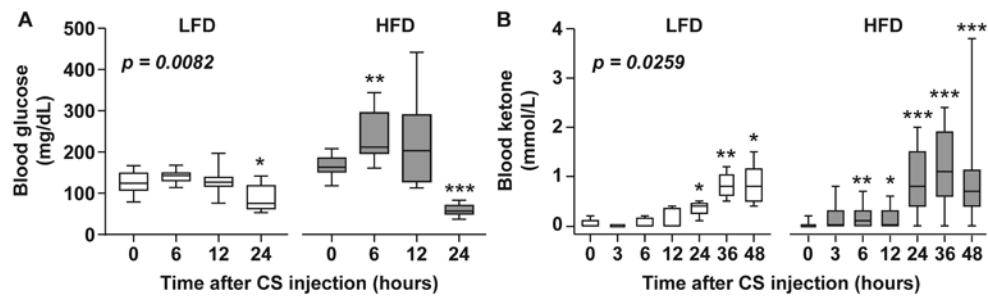 A
LFD
HFD
p = 0.0082
Blood glucose
(mg/dL)
500
400
300
200
100
0
*
**
***
0 6 12 24 0 6 12 24
Time after CS injection (hours)
B
LFD
HFD
p = 0.0259
Blood ketone
(mmol/L)
4
3
2
1
0
*
**
*
**
*
***
***
***
0 3 6 12 24 36 48 0 3 6 12 24 36 48
Time after CS injection (hours)